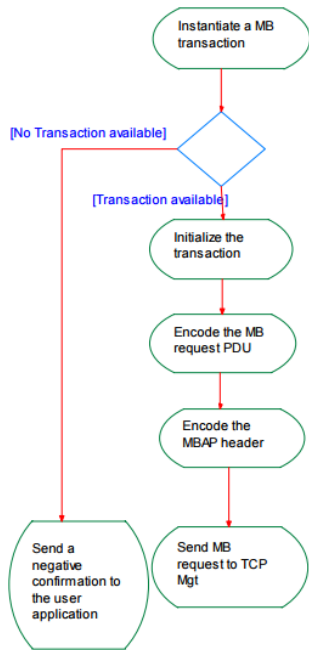 Instantiate a MB
transaction
[No Transaction available]
[Transaction available]
Initialize the
transaction
Encode the MB
request PDU
Encode the
MBAP header
Send a
negative
confirmation to
the user
application
Send MB
request to TCP
Mgt